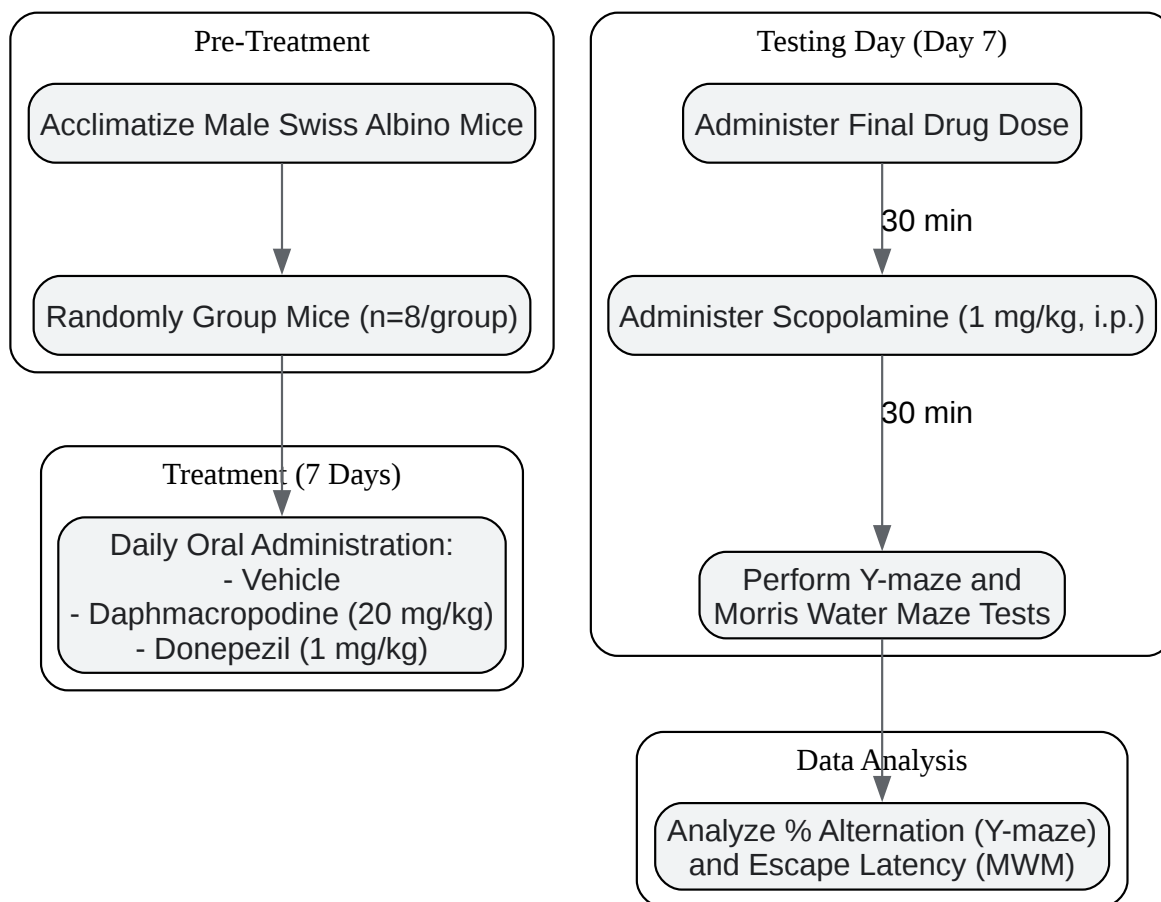 Pre-Treatment
Acclimatize Male Swiss Albino Mice
Randomly Group Mice (n=8/group)
Treatment (7 Days)
Daily Oral Administration:
- Vehicle
- Daphmacropodine (20 mg/kg)
- Donepezil (1 mg/kg)
Testing Day (Day 7)
Administer Final Drug Dose
30 min
Administer Scopolamine (1 mg/kg, i.p.)
30 min
Perform Y-maze and
Morris Water Maze Tests
Data Analysis
Analyze % Alternation (Y-maze)
and Escape Latency (MWM)